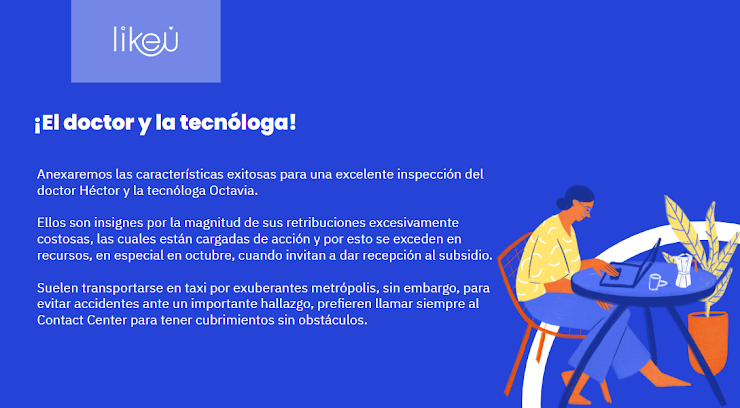 likeU
¡El doctor y la tecnóloga!
Anexaremos las características exitosas para una excelente inspección del
doctor Héctor y la tecnóloga Octavia.
Ellos son insignes por la magnitud de sus retribuciones excesivamente
costosas, las cuales están cargadas de acción y por esto se exceden en
recursos, en especial en octubre, cuando invitan a dar recepción al subsidio.
Suelen transportarse en taxi por exuberantes metrópolis, sin embargo, para
evitar accidentes ante un importante hallazgo, prefieren llamar siempre al
Contact Center para tener cubrimientos sin obstáculos.